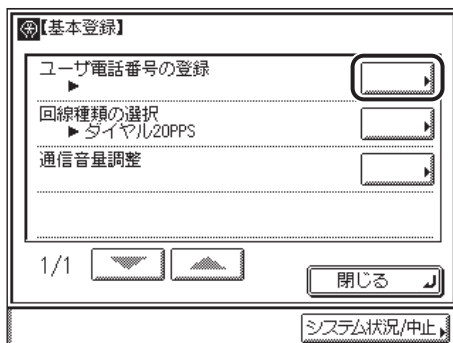 【基本登録】
ユーザ電話番号の登録
▶
回線種類の選択
▶ ダイヤル20PPS
通信音量調整
1/1
閉じる
システム状況/中止